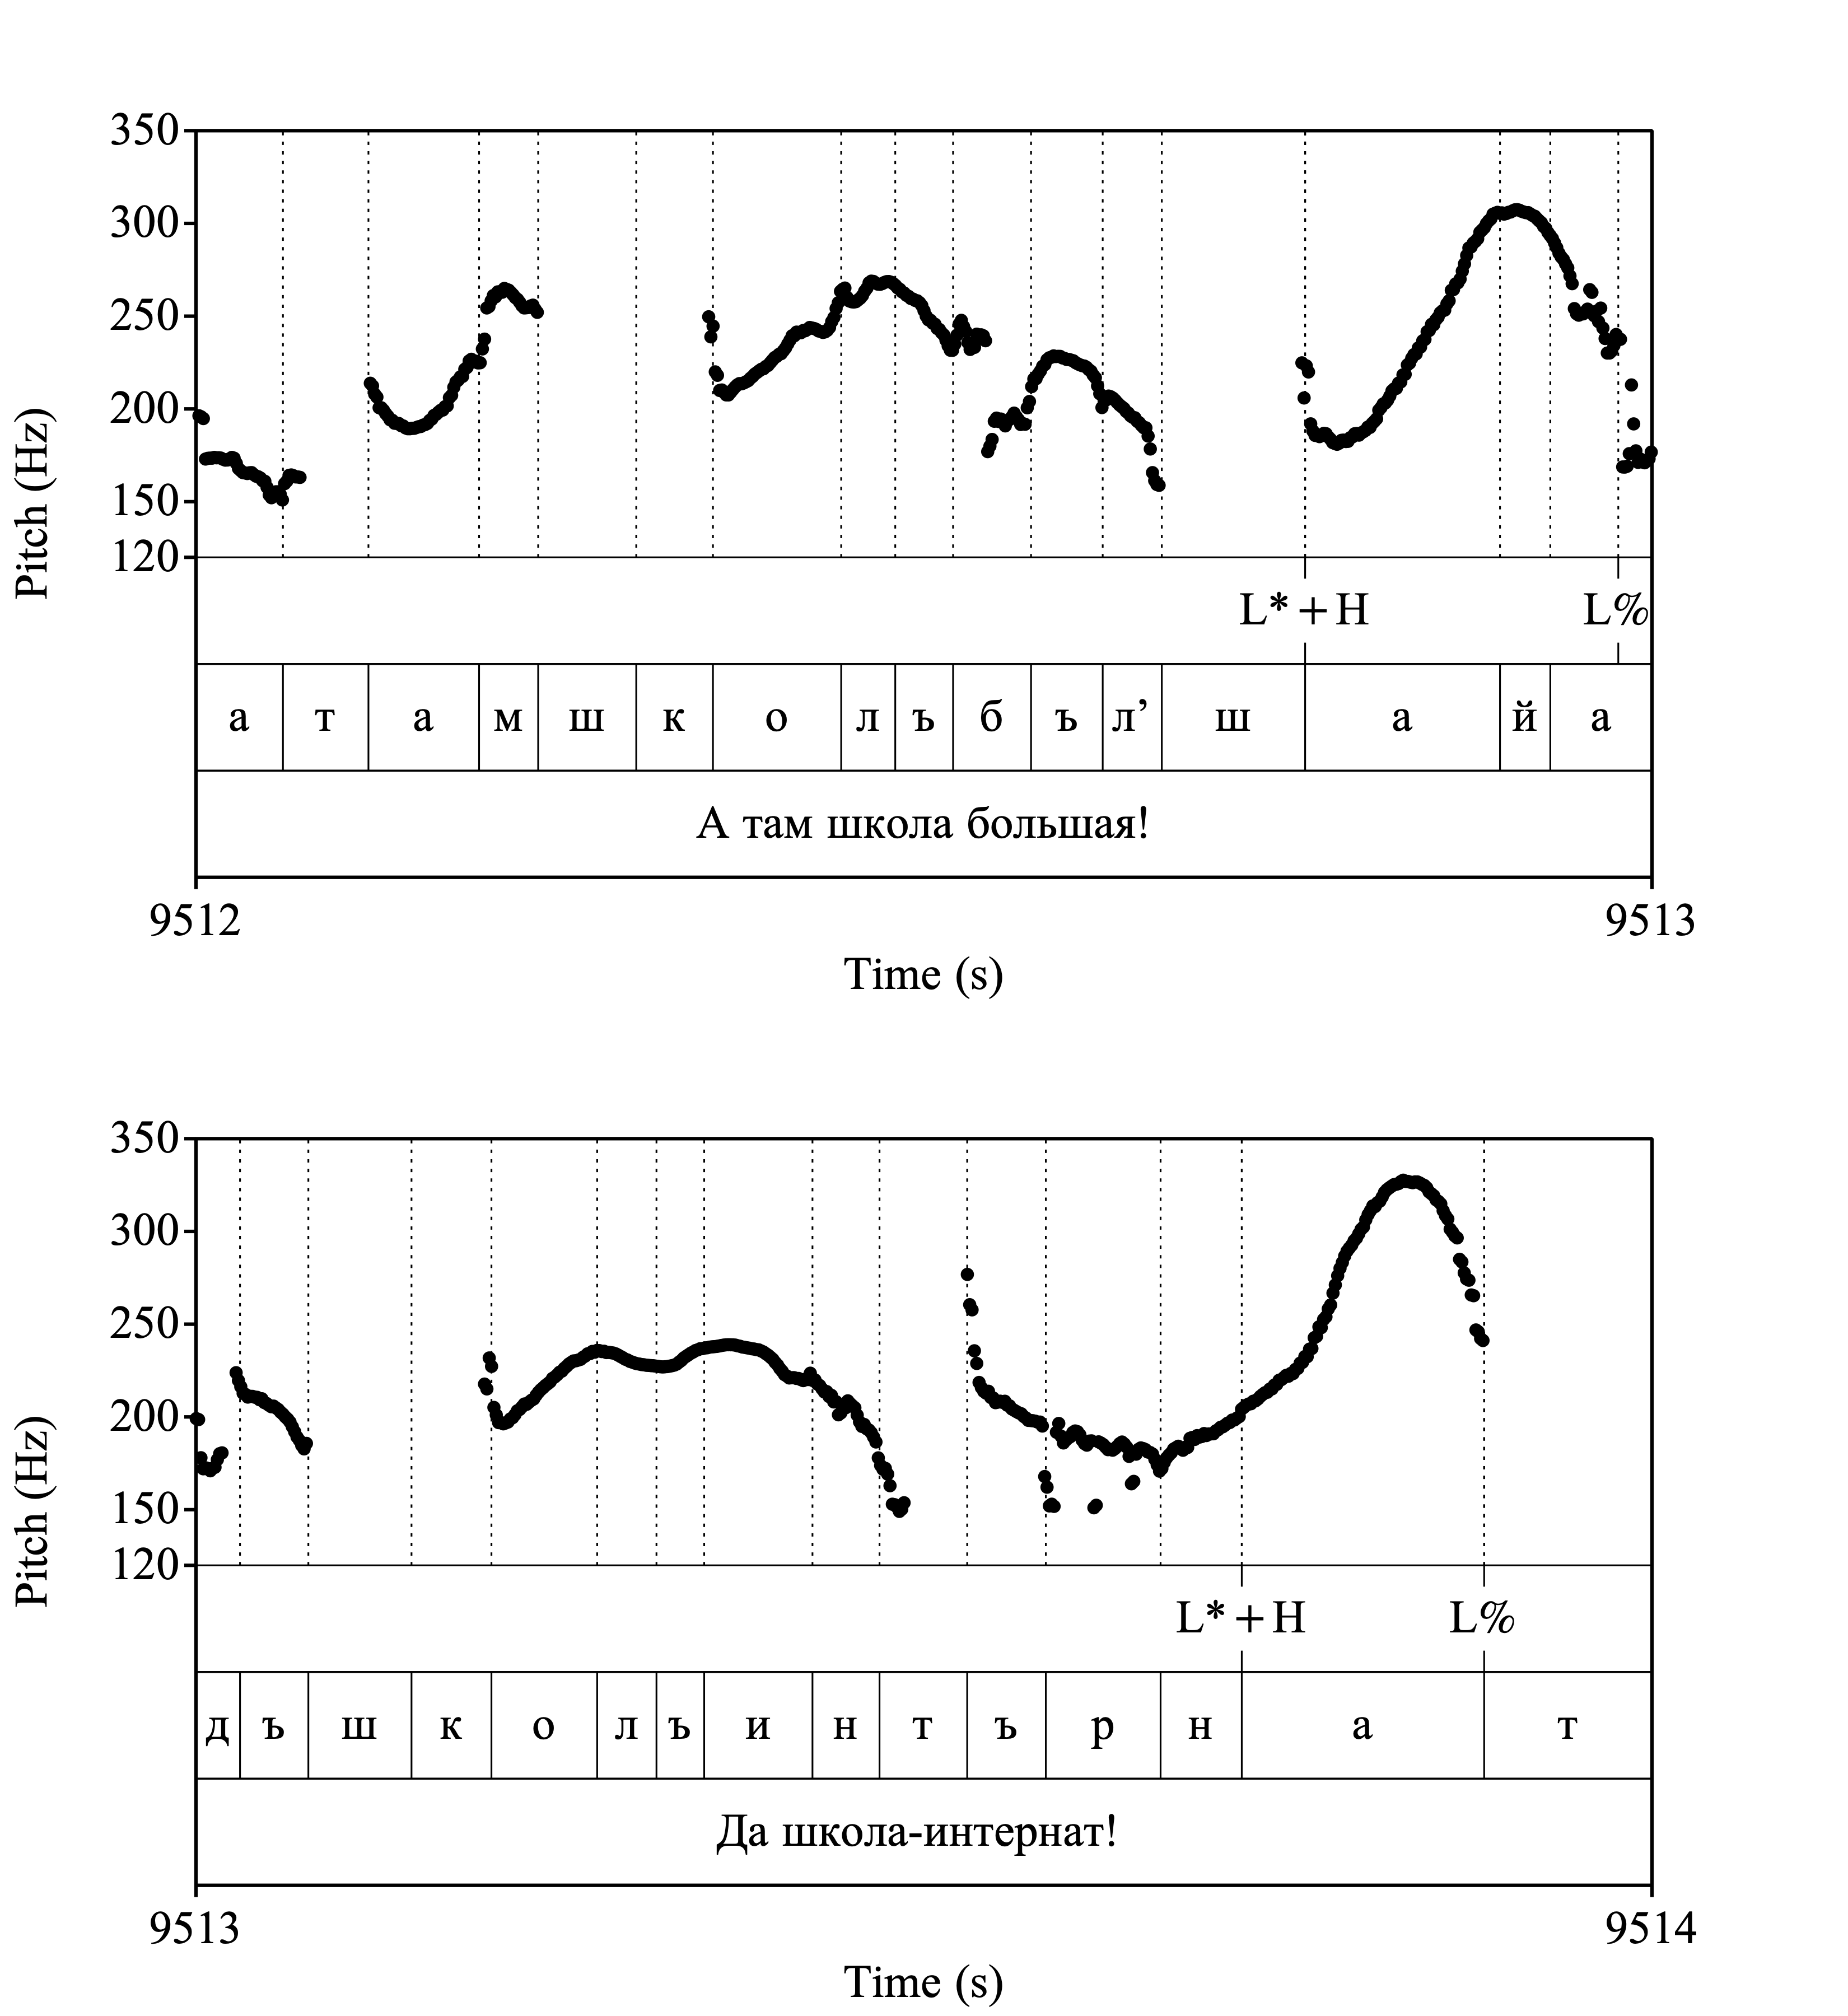 350
300
250
200
150
120
Pitch (Hz)
L*+H L%
а т а м ш к о л ъ б ъ л’ ш а й а
А там школа большая!
9512 9513
Time (s)
350
300
250
200
150
120
Pitch (Hz)
L*+H L%
д ъ ш к о л ъ и н т ъ р н а т
Да школа-интернат!
9513 9514
Time (s)